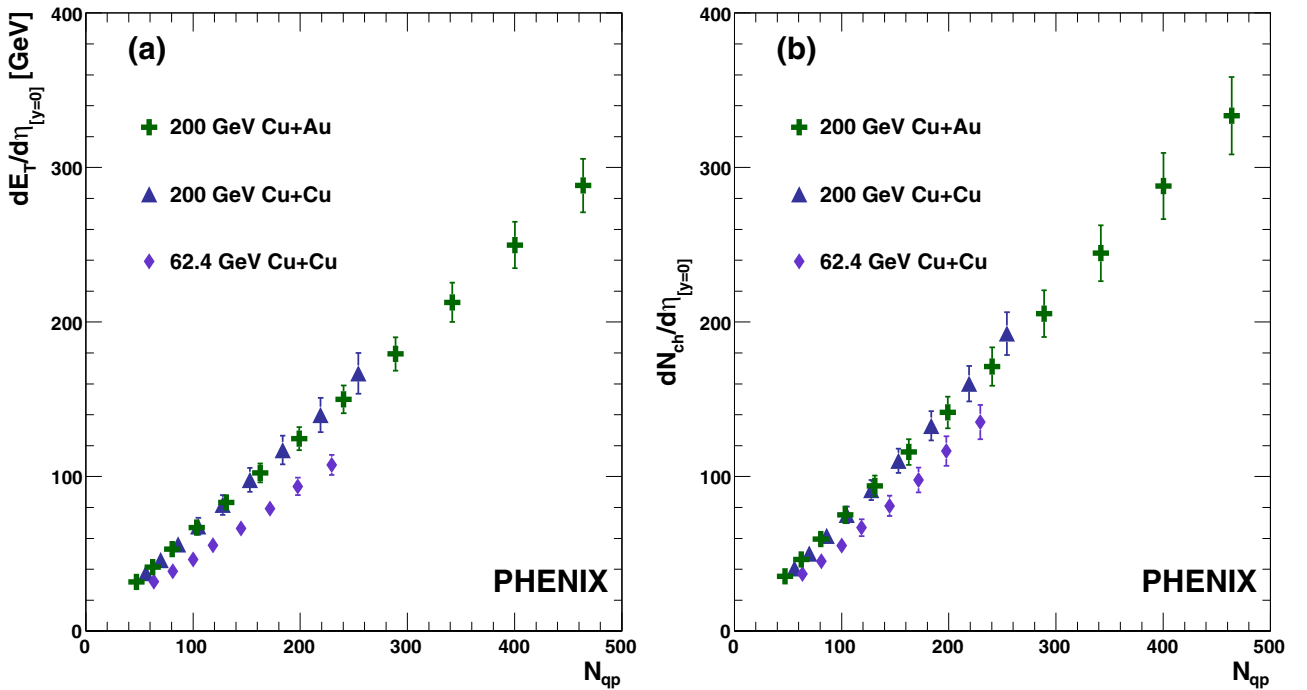 (a)
dE_T/dη_[y=0] [GeV]
400
300
200
100
0
200 GeV Cu+Au
200 GeV Cu+Cu
62.4 GeV Cu+Cu
PHENIX
0 100 200 300 400 500
N_qp
(b)
dN_ch/dη_[y=0]
400
300
200
100
0
200 GeV Cu+Au
200 GeV Cu+Cu
62.4 GeV Cu+Cu
PHENIX
0 100 200 300 400 500
N_qp